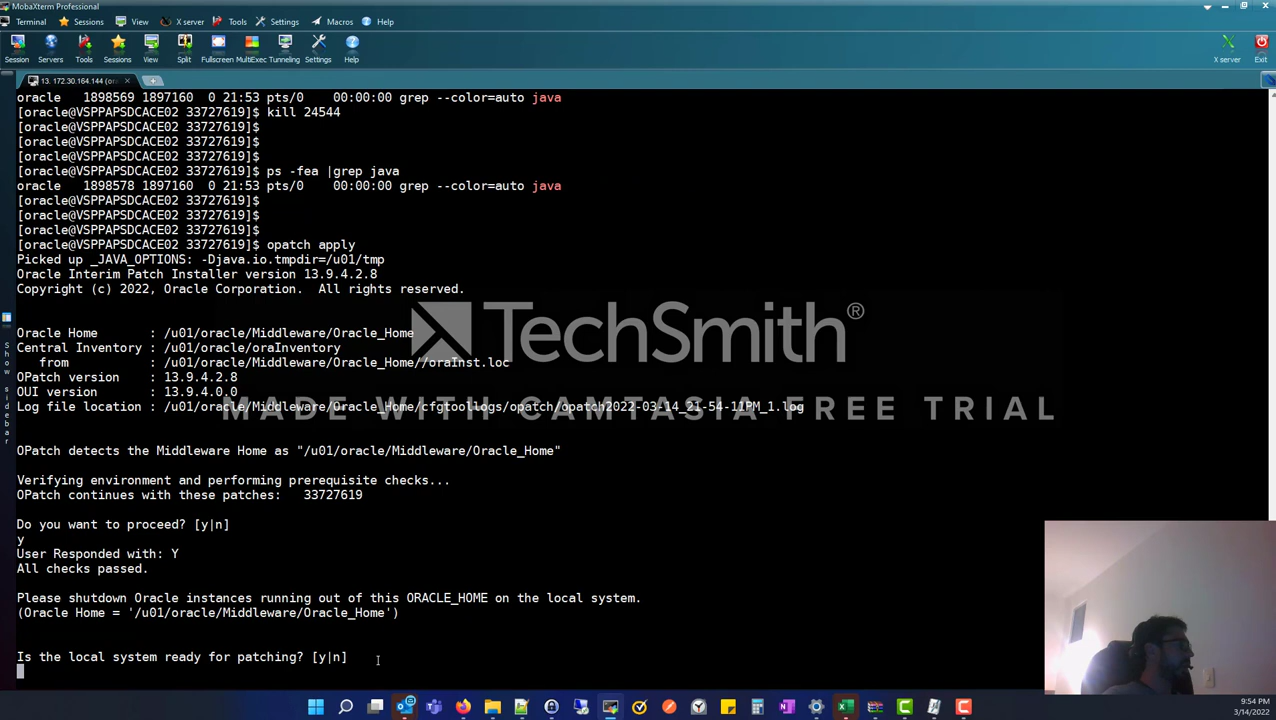 MobaXterm Professional
Terminal Sessions View X server Tools Settings Macros Help
Session Servers Tools Sessions View Split Fullscreen MultiExec Tunneling Settings Help X server Exit
13. 172.30.164.144 (or
oracle 1898569 1897160 0 21:53 pts/0 00:00:00 grep --color=auto java
[oracle@VSPPAPSDCACE02 33727619]$ kill 24544
[oracle@VSPPAPSDCACE02 33727619]$
[oracle@VSPPAPSDCACE02 33727619]$
[oracle@VSPPAPSDCACE02 33727619]$
[oracle@VSPPAPSDCACE02 33727619]$ ps -fea |grep java
oracle 1898578 1897160 0 21:53 pts/0 00:00:00 grep --color=auto java
[oracle@VSPPAPSDCACE02 33727619]$
[oracle@VSPPAPSDCACE02 33727619]$
[oracle@VSPPAPSDCACE02 33727619]$
[oracle@VSPPAPSDCACE02 33727619]$ opatch apply
Picked up _JAVA_OPTIONS: -Djava.io.tmpdir=/u01/tmp
Oracle Interim Patch Installer version 13.9.4.2.8
Copyright (c) 2022, Oracle Corporation. All rights reserved.
Oracle Home : /u01/oracle/Middleware/Oracle_Home
Central Inventory : /u01/oracle/oraInventory
from : /u01/oracle/Middleware/Oracle_Home//oraInst.loc
OPatch version : 13.9.4.2.8
OUI version : 13.9.4.0.0
Log file location : /u01/oracle/Middleware/Oracle_Home/cfgtoollogs/opatch/opatch2022-03-14_21-54-11PM_1.log
OPatch detects the Middleware Home as "/u01/oracle/Middleware/Oracle_Home"
Verifying environment and performing prerequisite checks...
OPatch continues with these patches: 33727619
Do you want to proceed? [y|n]
y
User Responded with: Y
All checks passed.
Please shutdown Oracle instances running out of this ORACLE_HOME on the local system.
(Oracle Home = '/u01/oracle/Middleware/Oracle_Home')
Is the local system ready for patching? [y|n]
TechSmith®
MADE WITH CAMTASIA FREE TRIAL
Show sidebar
9:54 PM
3/14/2022